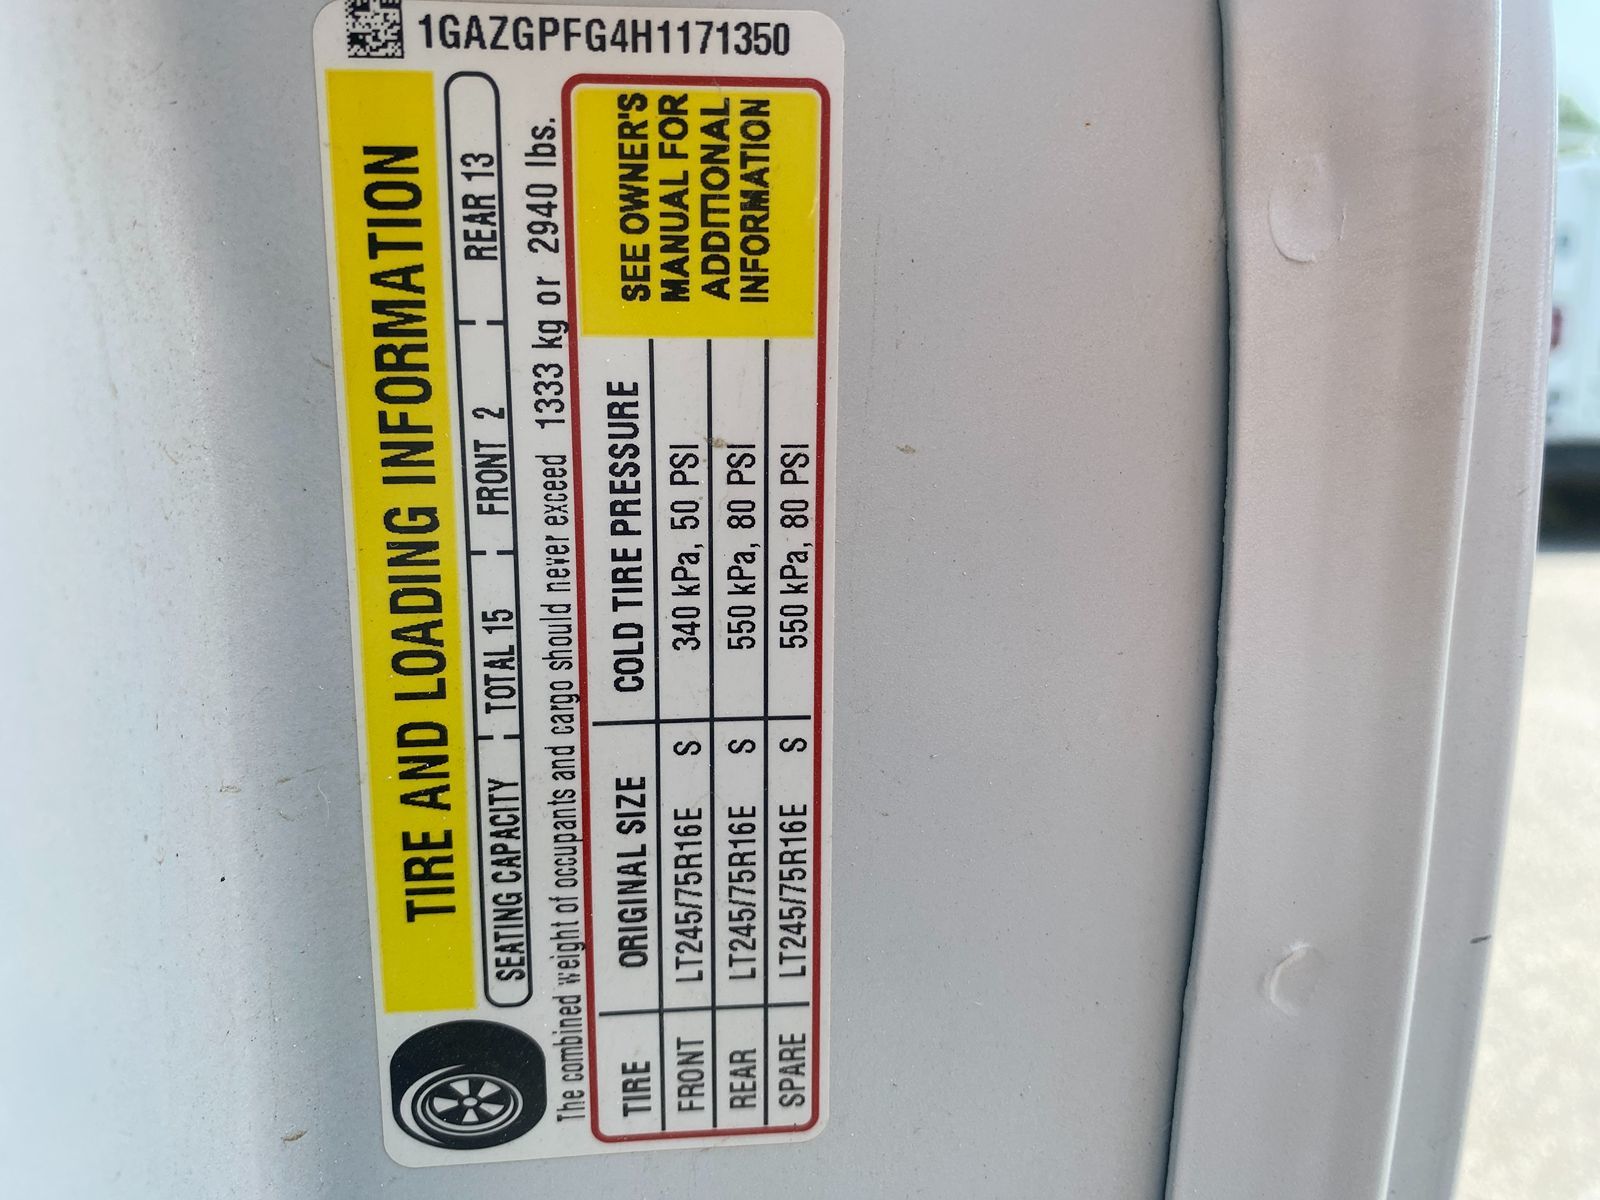 1GAZGPFG4H1171350
TIRE AND LOADING INFORMATION
SEATING CAPACITY TOTAL 15 FRONT 2 REAR 13
The combined weight of occupants and cargo should never exceed 1333 kg or 2940 lbs.
TIRE ORIGINAL SIZE COLD TIRE PRESSURE
FRONT LT245/75R16E S 340 kPa, 50 PSI
REAR LT245/75R16E S 550 kPa, 80 PSI
SPARE LT245/75R16E S 550 kPa, 80 PSI
SEE OWNER'S
MANUAL FOR
ADDITIONAL
INFORMATION